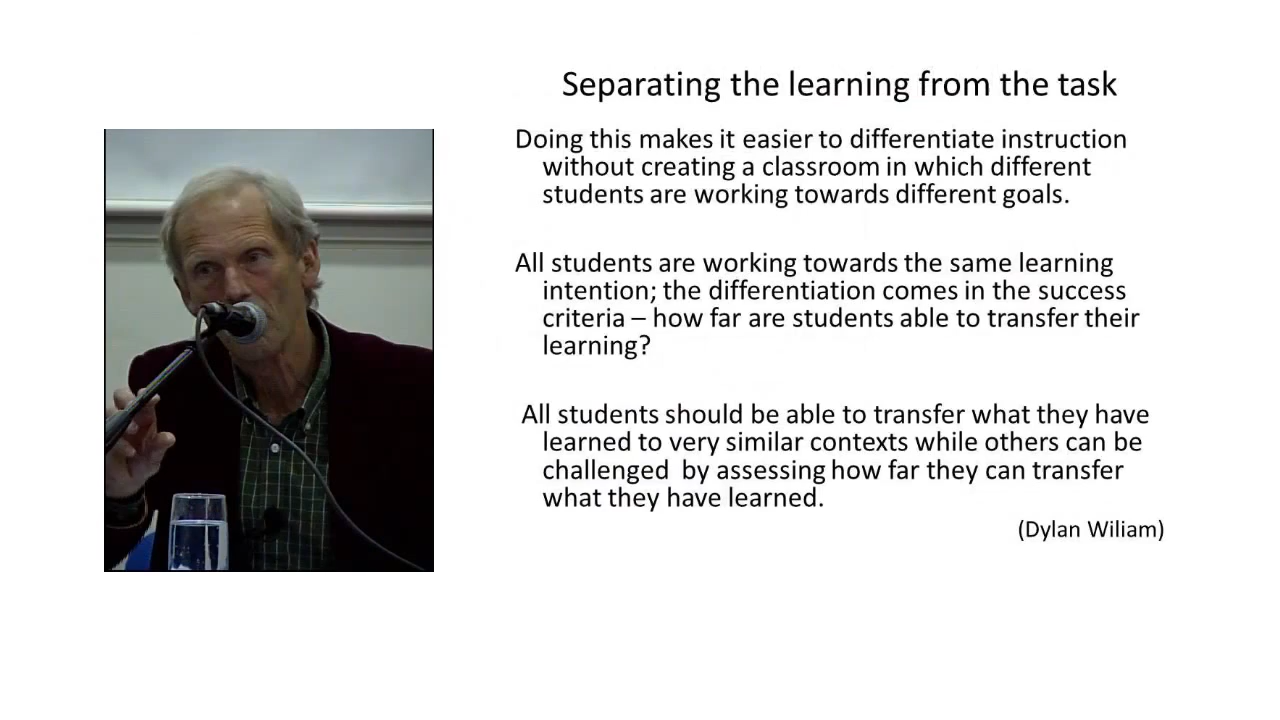 Separating the learning from the task
Doing this makes it easier to differentiate instruction
without creating a classroom in which different
students are working towards different goals.
All students are working towards the same learning
intention; the differentiation comes in the success
criteria – how far are students able to transfer their
learning?
All students should be able to transfer what they have
learned to very similar contexts while others can be
challenged  by assessing how far they can transfer
what they have learned.
(Dylan Wiliam)